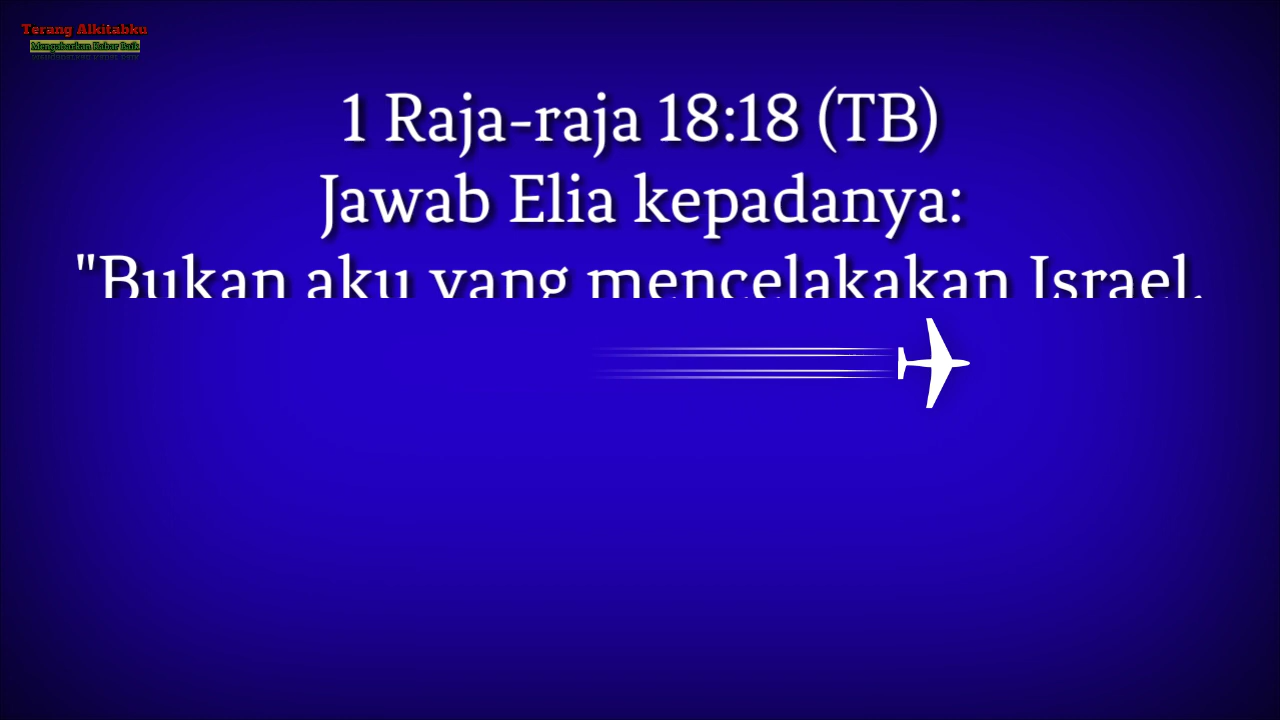 Terang Alkitabku
Mengabarkan Kabar Baik
1 Raja-raja 18:18 (TB)
Jawab Elia kepadanya:
"Bukan aku yang mencelakakan Israel,